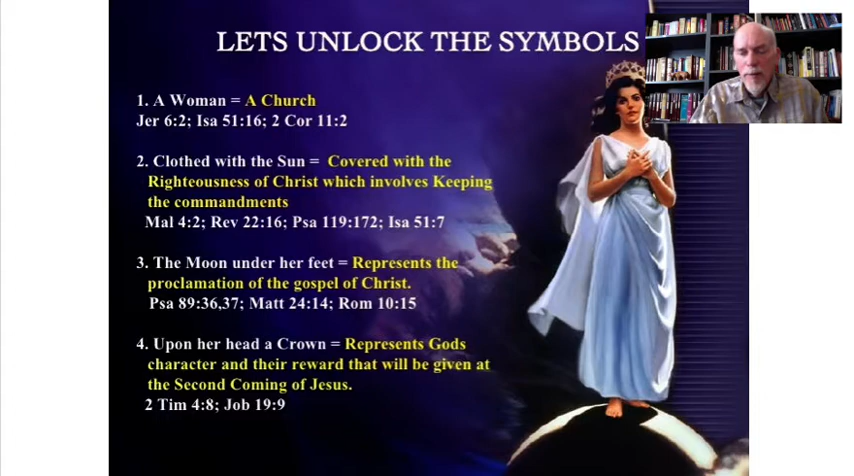 LETS UNLOCK THE SYMBOLS
1. A Woman = A Church
Jer 6:2; Isa 51:16; 2 Cor 11:2
2. Clothed with the Sun = Covered with the
Righteousness of Christ which involves Keeping
the commandments
Mal 4:2; Rev 22:16; Psa 119:172; Isa 51:7
3. The Moon under her feet = Represents the
proclamation of the gospel of Christ.
Psa 89:36,37; Matt 24:14; Rom 10:15
4. Upon her head a Crown = Represents Gods
character and their reward that will be given at
the Second Coming of Jesus.
2 Tim 4:8; Job 19:9